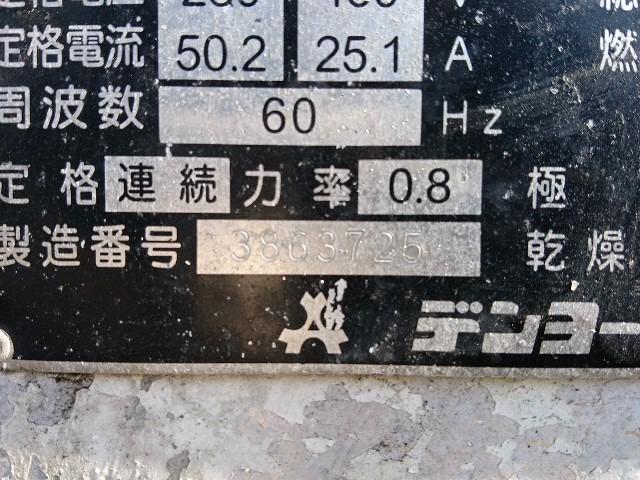 定格電流 50.2 25.1 A 燃
周波数 60 Hz
定格 連続 力率 0.8 極
製造番号 3863725 乾燥
デンヨー